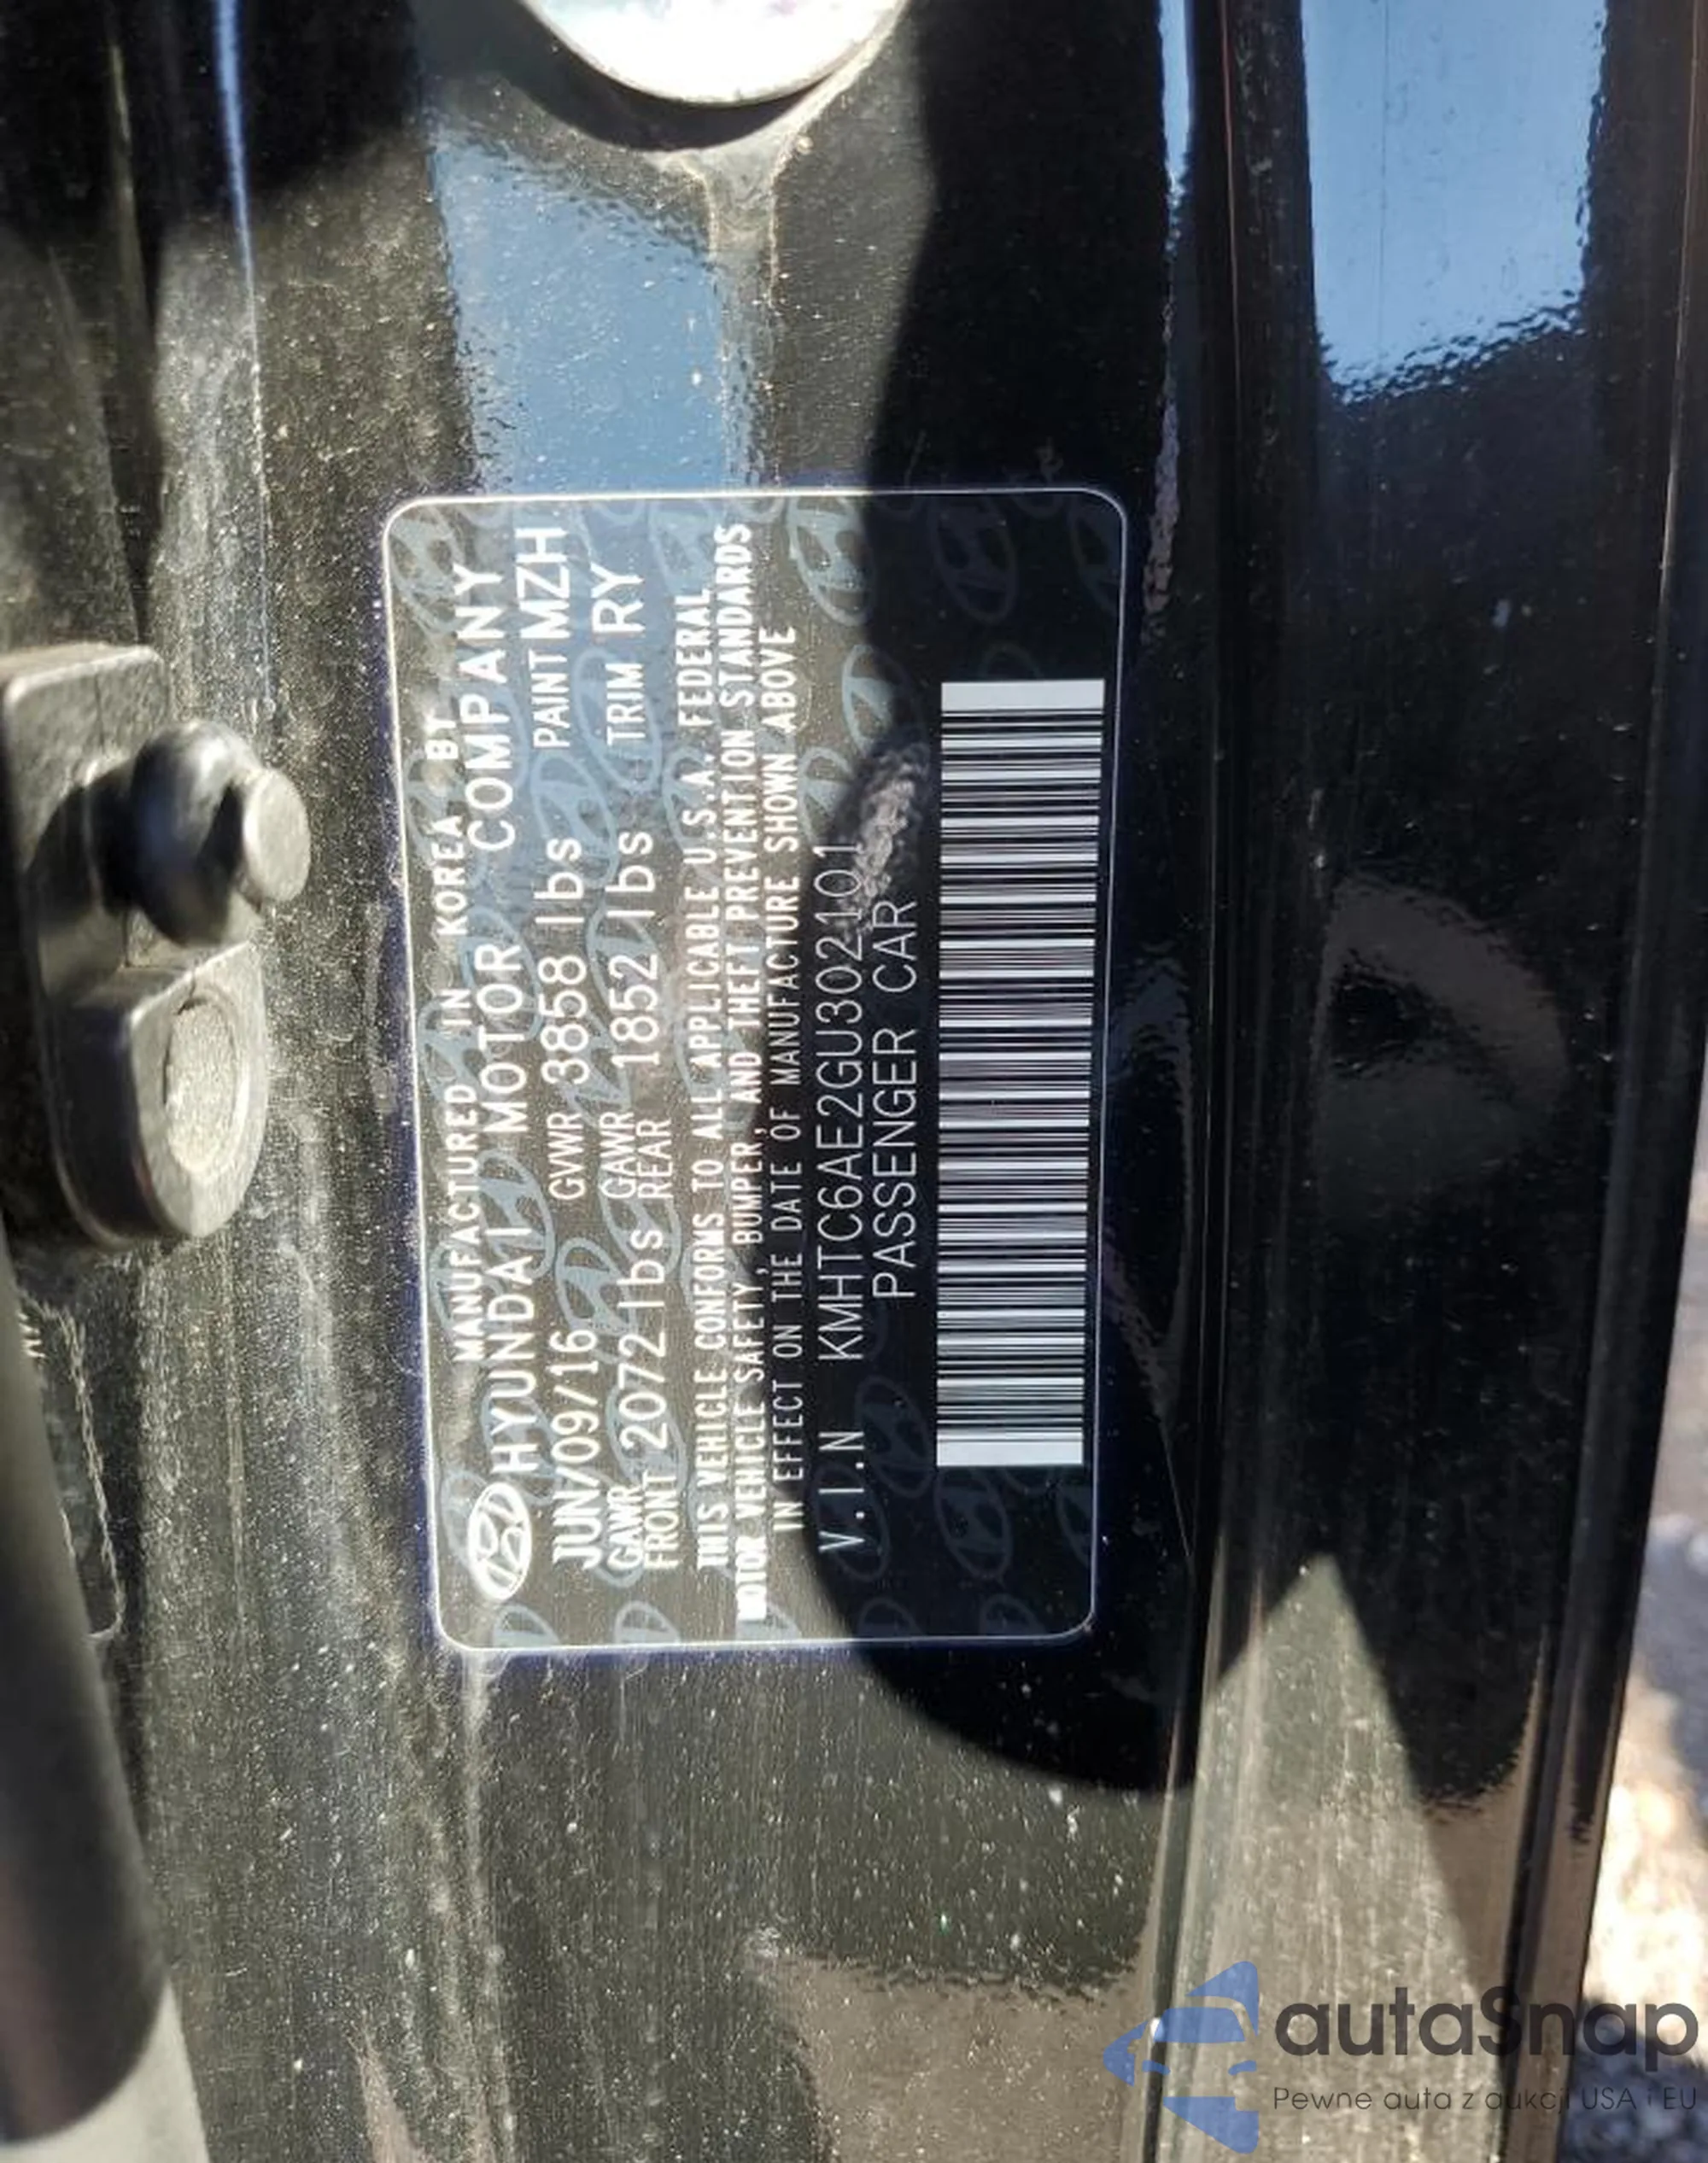 MANUFACTURED IN KOREA BY
HYUNDAI MOTOR COMPANY
JUN/09/16 GVWR 3858 lbs PAINT MZH
GAWR FRONT 2072 lbs GAWR REAR 1852 lbs TRIM RY
THIS VEHICLE CONFORMS TO ALL APPLICABLE U.S.A. FEDERAL
MOTOR VEHICLE SAFETY, BUMPER, AND THEFT PREVENTION STANDARDS
IN EFFECT ON THE DATE OF MANUFACTURE SHOWN ABOVE
V.I.N KMHTC6AE2GU302101
PASSENGER CAR
autaSnap
Pewne auta z aukcji USA i EU